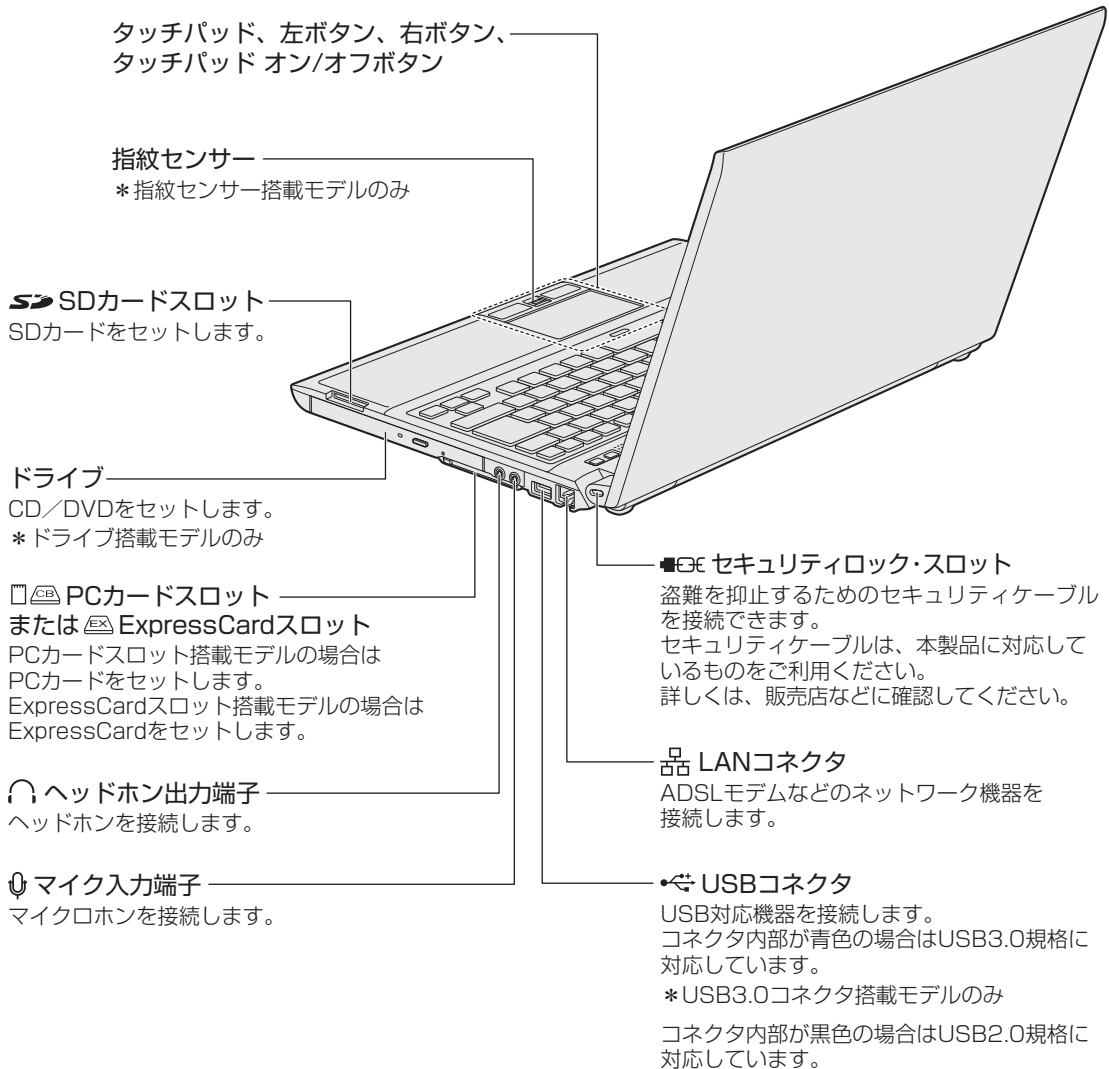 タッチパッド、左ボタン、右ボタン、
タッチパッド オン/オフボタン
指紋センサー
＊指紋センサー搭載モデルのみ
SD SDカードスロット
SDカードをセットします。
ドライブ
CD／DVDをセットします。
＊ドライブ搭載モデルのみ
CB PCカードスロット
または EX ExpressCardスロット
PCカードスロット搭載モデルの場合は
PCカードをセットします。
ExpressCardスロット搭載モデルの場合は
ExpressCardをセットします。
ヘッドホン出力端子
ヘッドホンを接続します。
マイク入力端子
マイクロホンを接続します。
セキュリティロック・スロット
盗難を抑止するためのセキュリティケーブル
を接続できます。
セキュリティケーブルは、本製品に対応して
いるものをご利用ください。
詳しくは、販売店などに確認してください。
LANコネクタ
ADSLモデムなどのネットワーク機器を
接続します。
USBコネクタ
USB対応機器を接続します。
コネクタ内部が青色の場合はUSB3.0規格に
対応しています。
＊USB3.0コネクタ搭載モデルのみ
コネクタ内部が黒色の場合はUSB2.0規格に
対応しています。